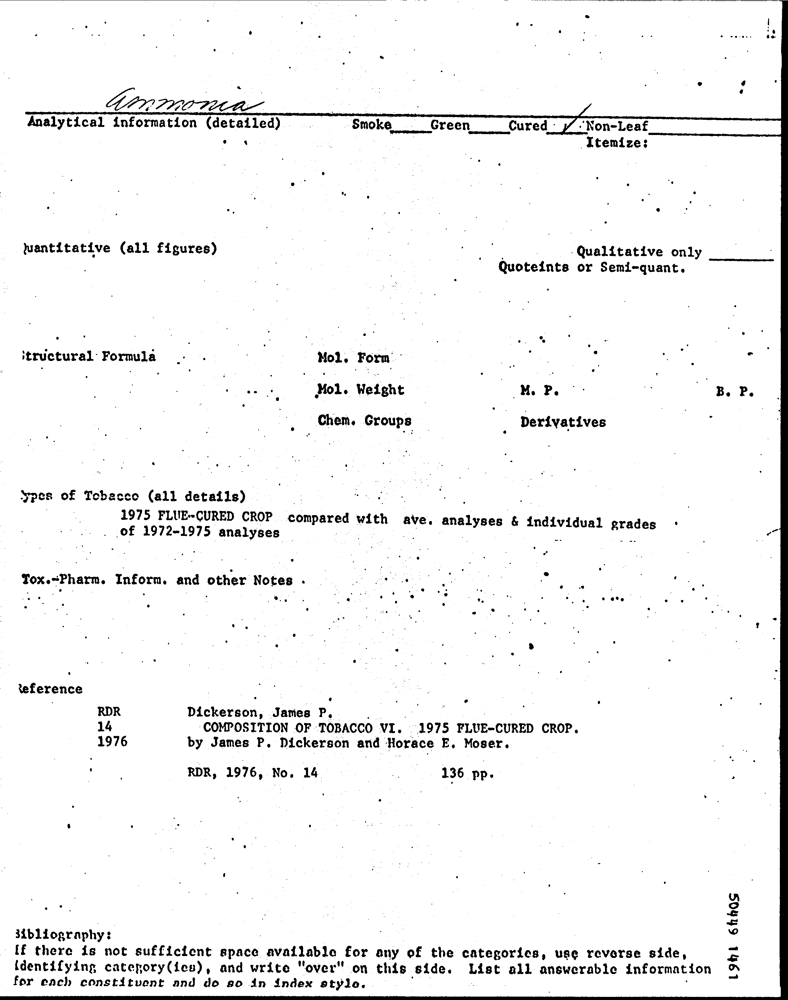 Ammonia
Analytical information (detailed) Smoke Green Cured ✓ Non-Leaf
Itemize:
uantitative (all figures) Qualitative only
Quoteints or Semi-quant.
tructural Formula Mol. Form
Mol. Weight M. P. B. P.
Chem. Groups Derivatives
ypes of Tobacco (all details)
1975 FLUE-CURED CROP compared with ave. analyses & individual grades
of 1972-1975 analyses
Tox.-Pharm. Inform. and other Notes
eference
RDR Dickerson, James P.
14 COMPOSITION OF TOBACCO VI. 1975 FLUE-CURED CROP.
1976 by James P. Dickerson and Horace E. Moser.
RDR, 1976, No. 14 136 pp.
50449 1461
Bibliography:
If there is not sufficient space available for any of the categories, use reverse side,
identifying category(ies), and write "over" on this side. List all answerable information
for each constituent and do so in index style.